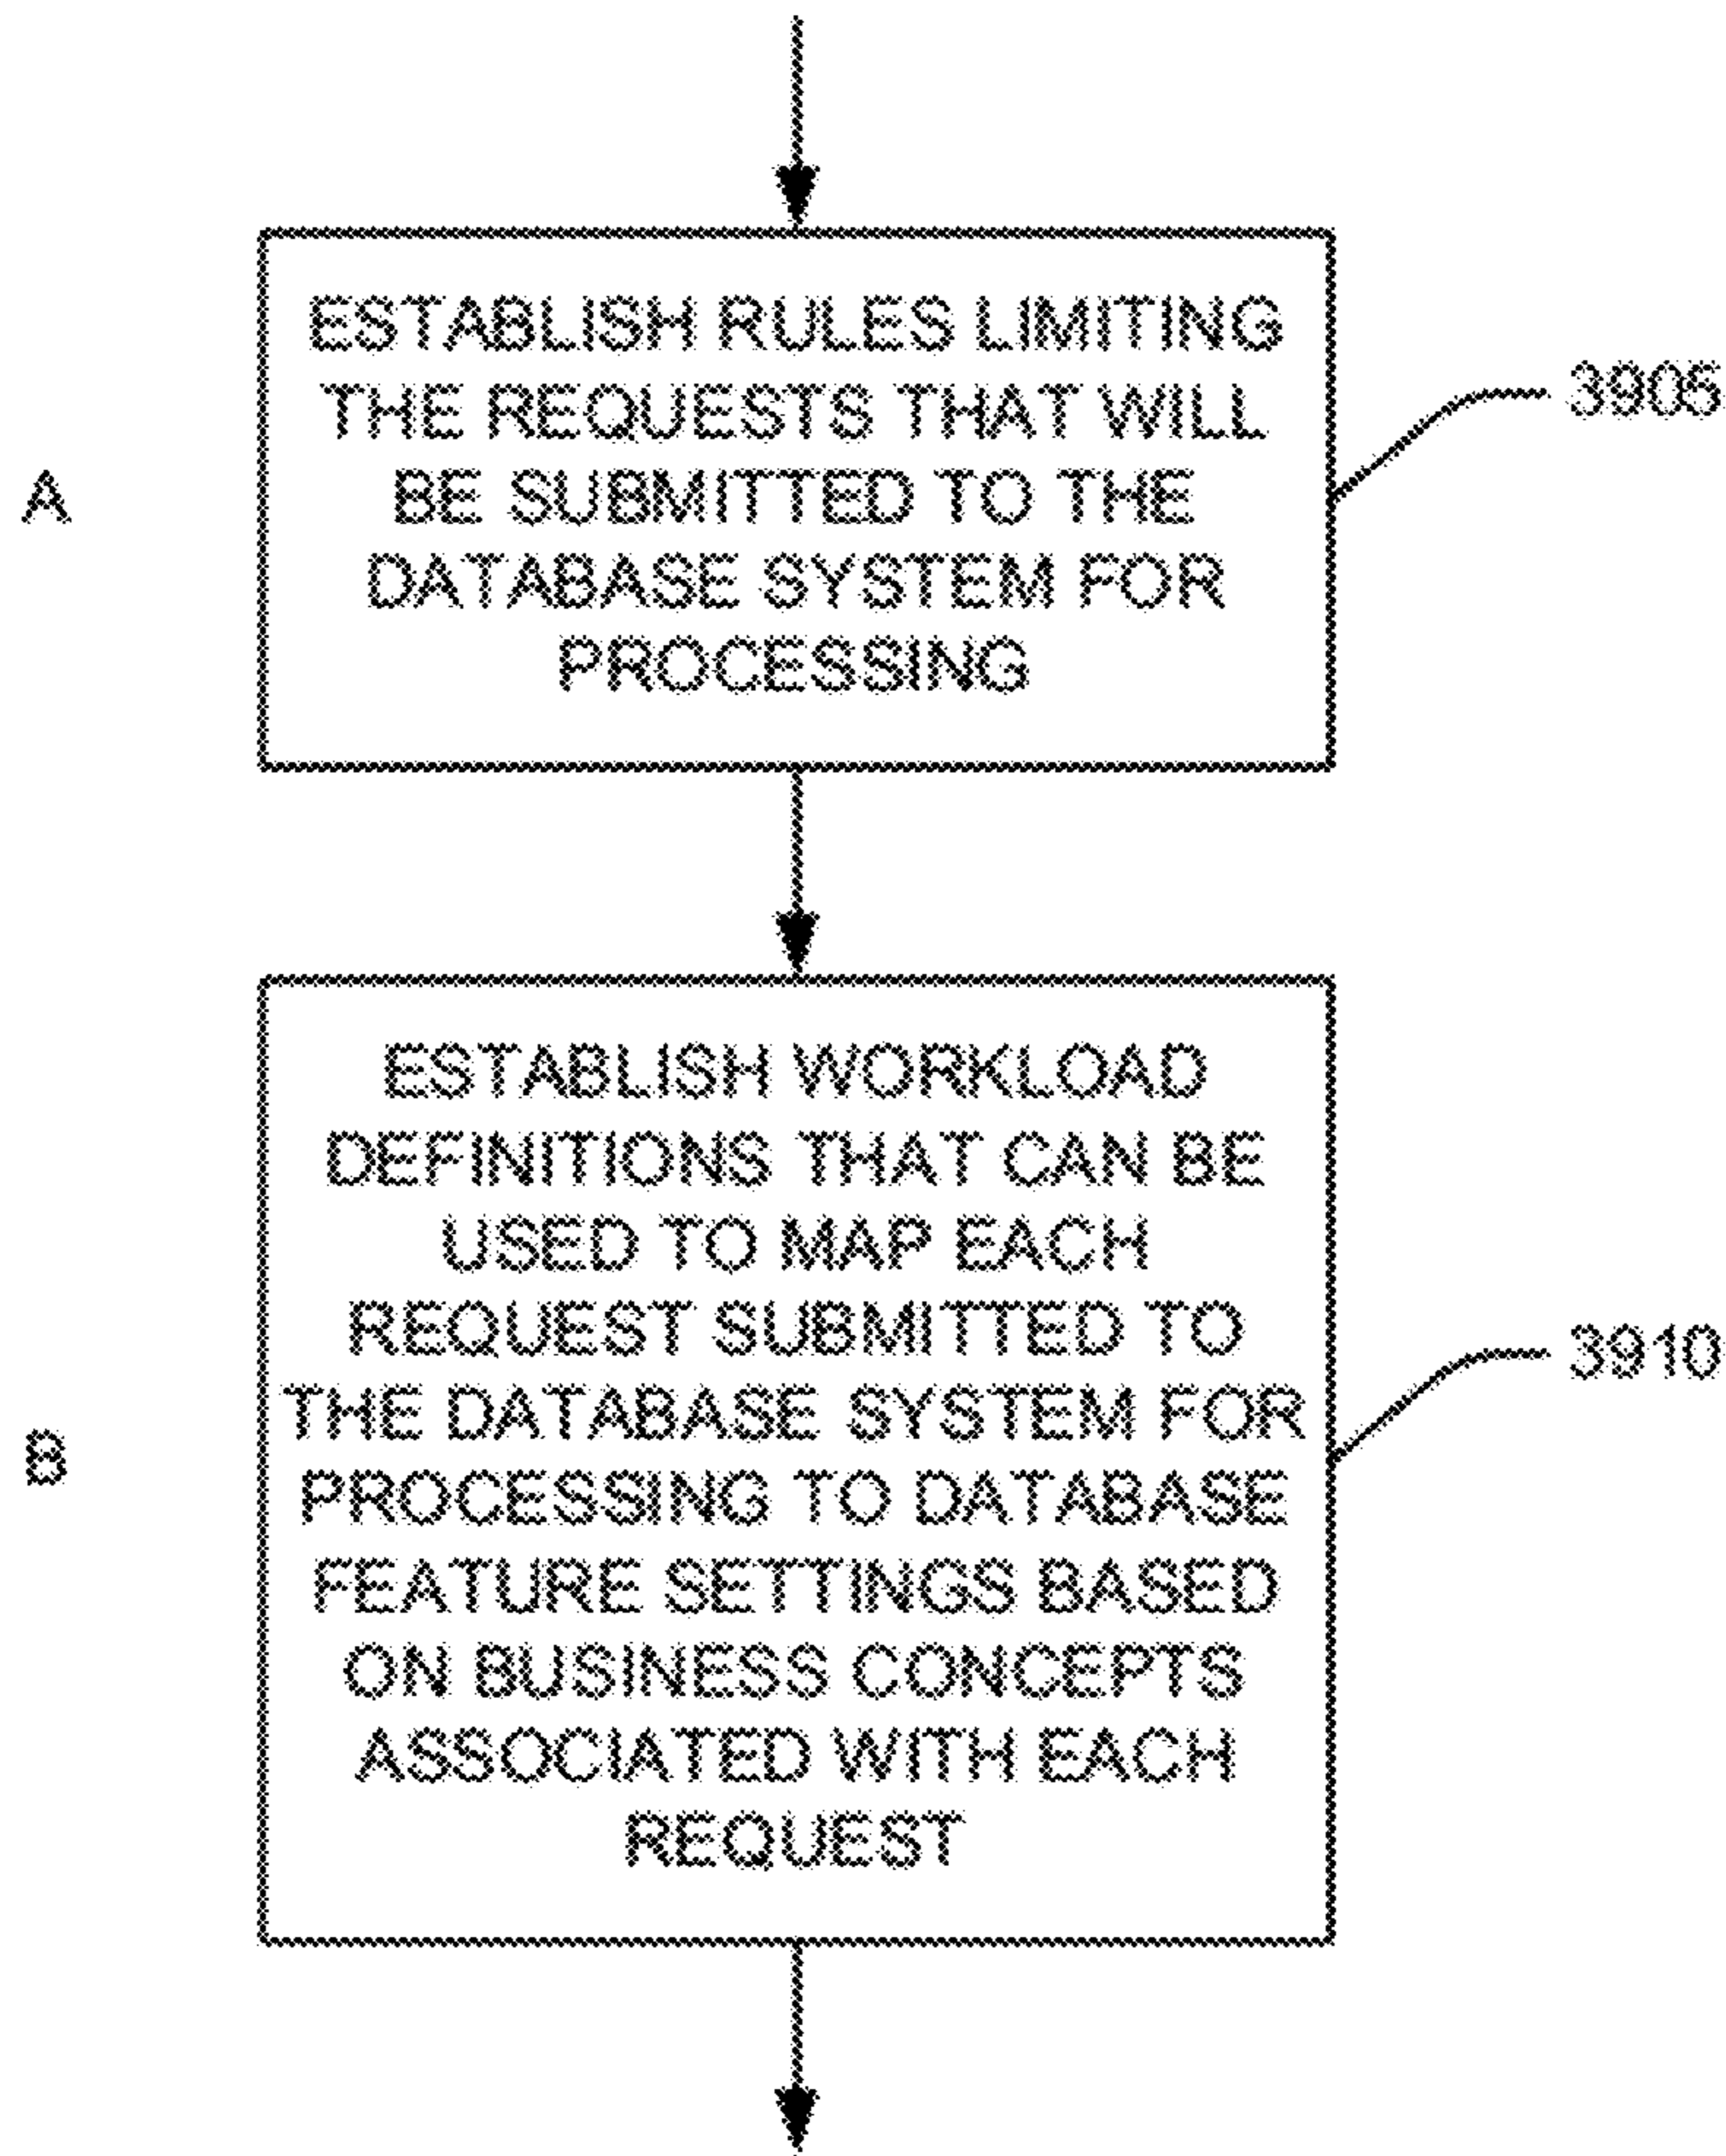 ESTABLISH RULES LIMITING
THE REQUESTS THAT WILL
BE SUBMITTED TO THE
DATABASE SYSTEM FOR
PROCESSING
3905
A
ESTABLISH WORKLOAD
DEFINITIONS THAT CAN BE
USED TO MAP EACH
REQUEST SUBMITTED TO
THE DATABASE SYSTEM FOR
PROCESSING TO DATABASE
FEATURE SETTINGS BASED
ON BUSINESS CONCEPTS
ASSOCIATED WITH EACH
REQUEST
3910
B